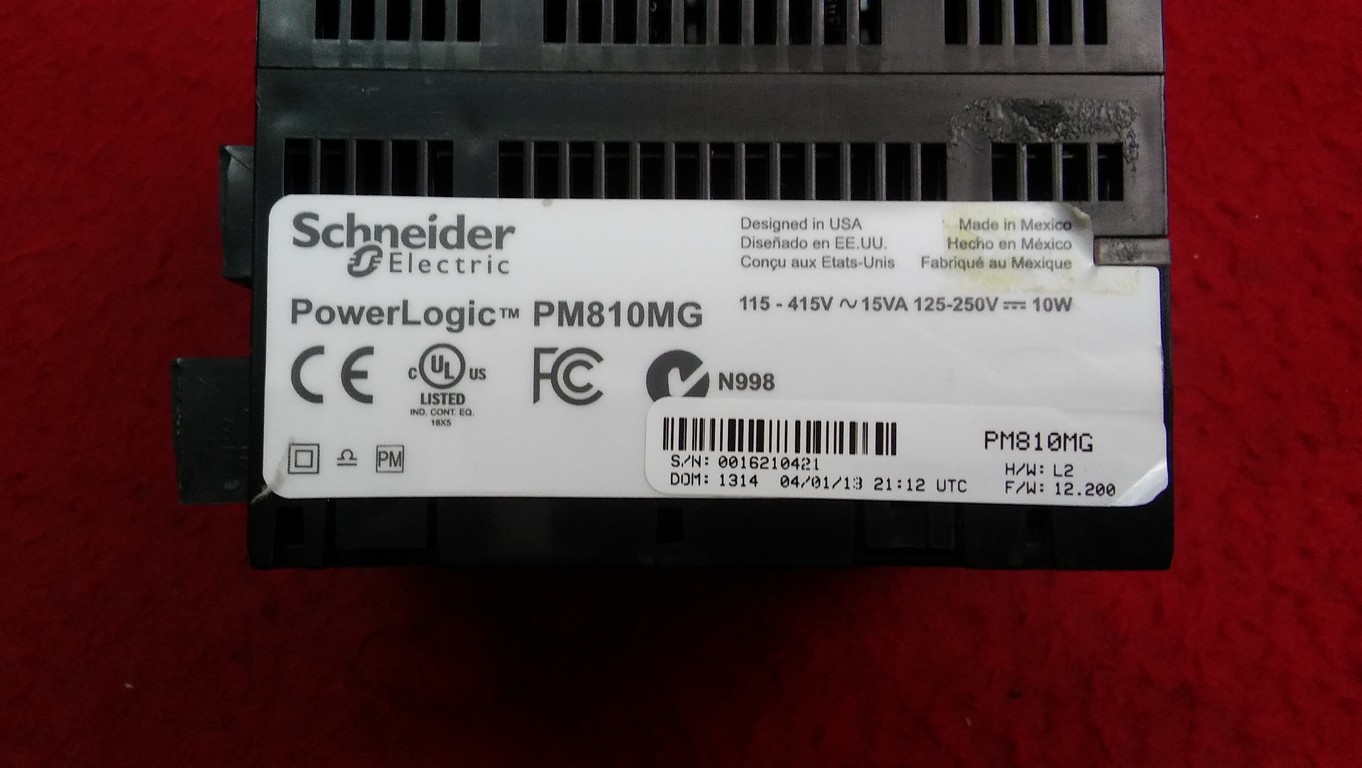 Schneider
Electric
Designed in USA
Diseñado en EE.UU.
Conçu aux Etats-Unis
Made in Mexico
Hecho en México
Fabriqué au Mexique
PowerLogic™ PM810MG
115 - 415V ~ 15VA 125-250V ⎓ 10W
CE
c UL us
LISTED
IND. CONT. EQ.
18X5
FC
N998
PM
PM810MG
S/N: 0016210421
H/W: L2
DOM: 1314 04/01/13 21:12 UTC
F/W: 12.200